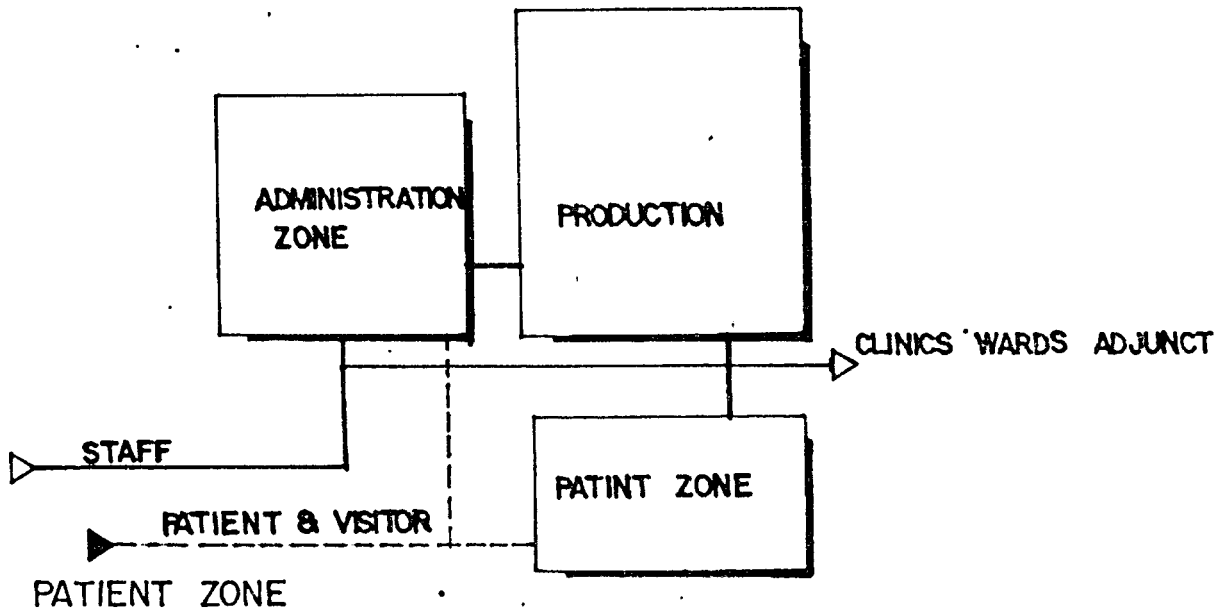 ADMINISTRATION
ZONE
PRODUCTION
CLINICS WARDS ADJUNCT
STAFF
PATINT ZONE
PATIENT & VISITOR
PATIENT ZONE